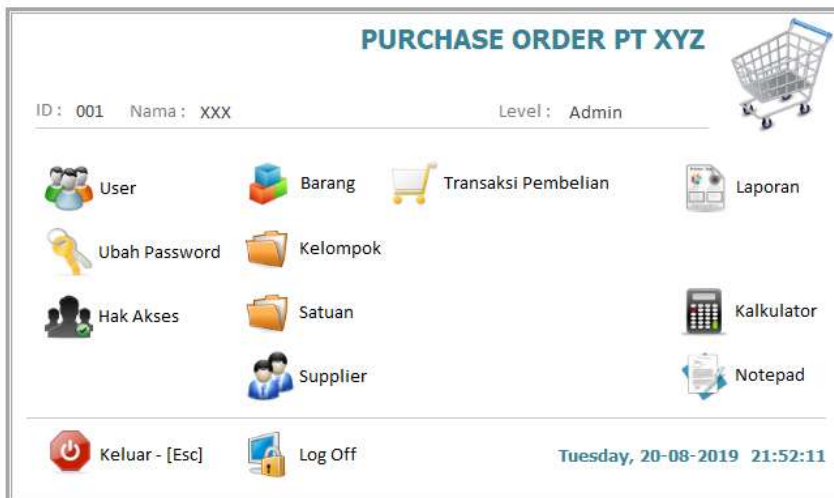 PURCHASE ORDER PT XYZ
ID : 001 Nama : XXX Level : Admin
User Barang Transaksi Pembelian Laporan
Ubah Password Kelompok
Hak Akses Satuan Kalkulator
Supplier Notepad
Keluar - [Esc] Log Off Tuesday, 20-08-2019 21:52:11